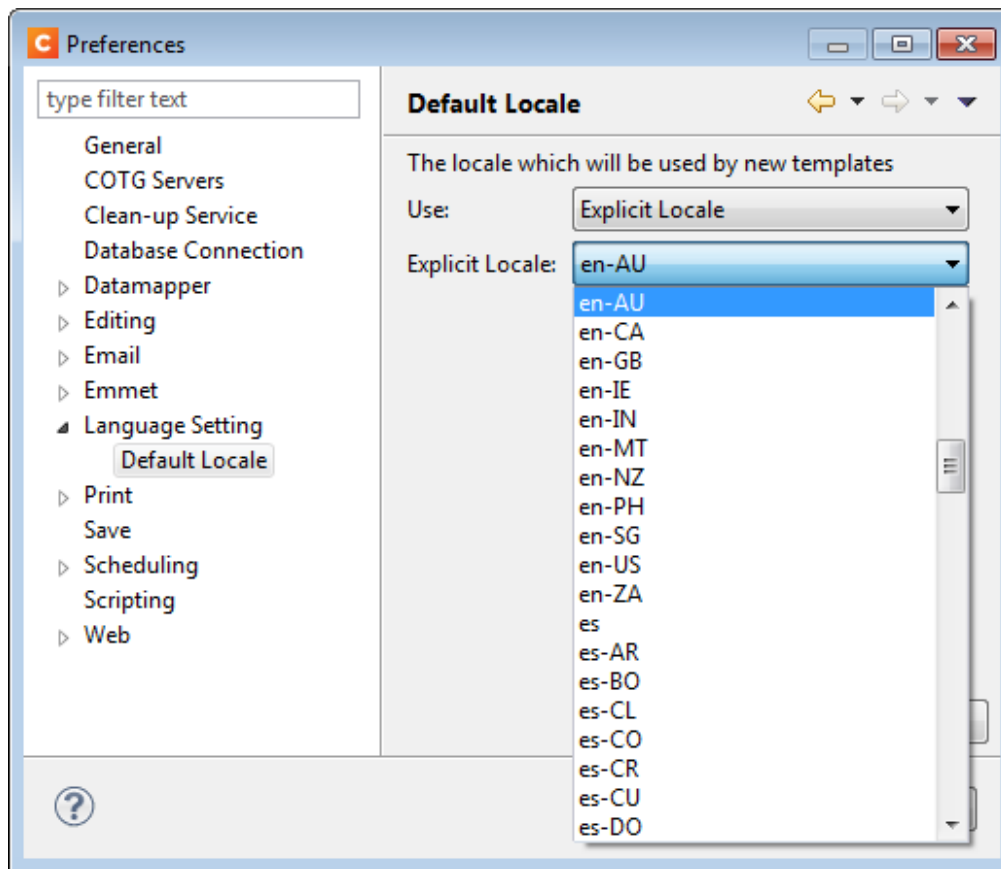 C Preferences
type filter text
General
COTG Servers
Clean-up Service
Database Connection
Datamapper
Editing
Email
Emmet
Language Setting
Default Locale
Print
Save
Scheduling
Scripting
Web
?
Default Locale
The locale which will be used by new templates
Use: Explicit Locale
Explicit Locale: en-AU
en-AU
en-CA
en-GB
en-IE
en-IN
en-MT
en-NZ
en-PH
en-SG
en-US
en-ZA
es
es-AR
es-BO
es-CL
es-CO
es-CR
es-CU
es-DO